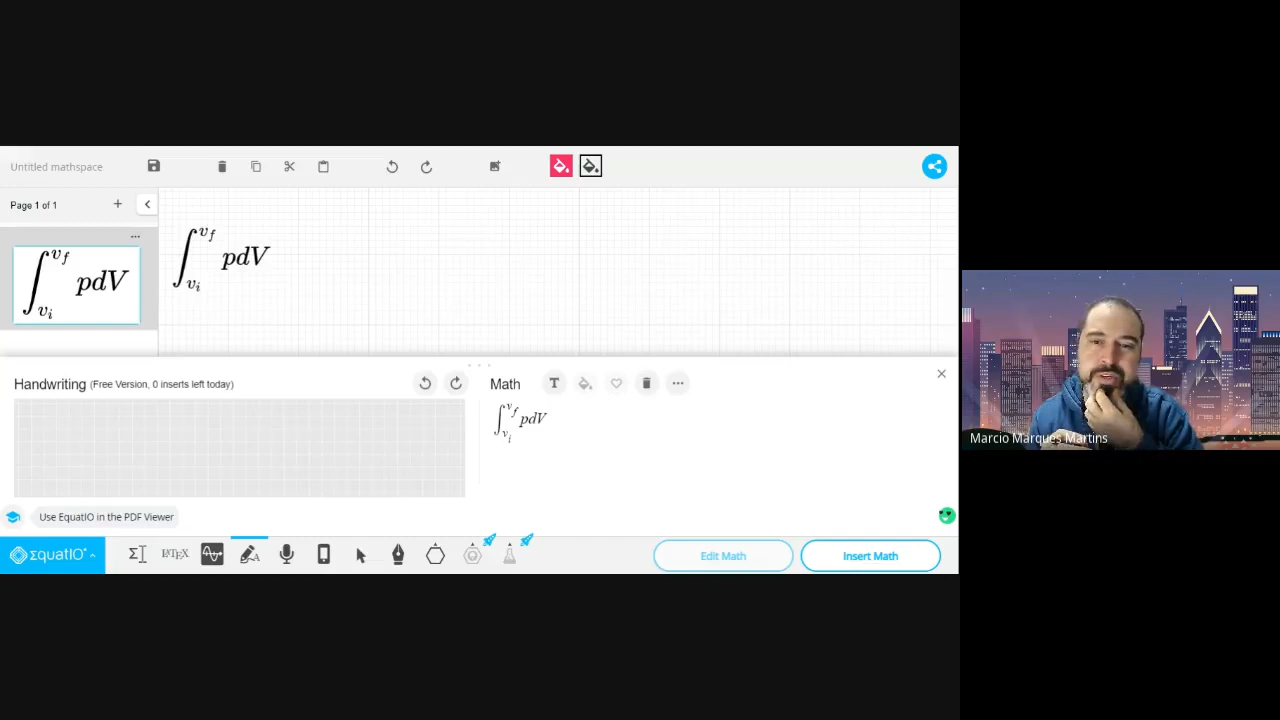 Untitled mathspace
Page 1 of 1
∫_{v_i}^{v_f} pdV
∫_{v_i}^{v_f} pdV
Handwriting (Free Version, 0 inserts left today)
Math
T
∫_{v_i}^{v_f} pdV
Use EquatIO in the PDF Viewer
ΣquatIO
Σ
LATEX
Edit Math
Insert Math
Marcio Marques Martins